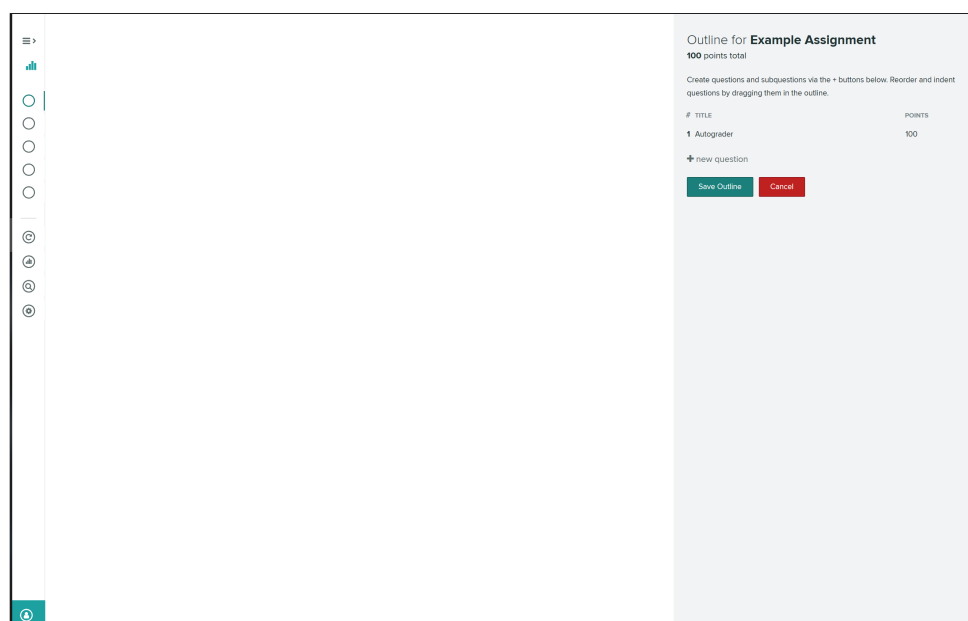 Outline for Example Assignment
100 points total
Create questions and subquestions via the + buttons below. Reorder and indent
questions by dragging them in the outline.
# TITLE POINTS
1 Autograder 100
+ new question
Save Outline Cancel